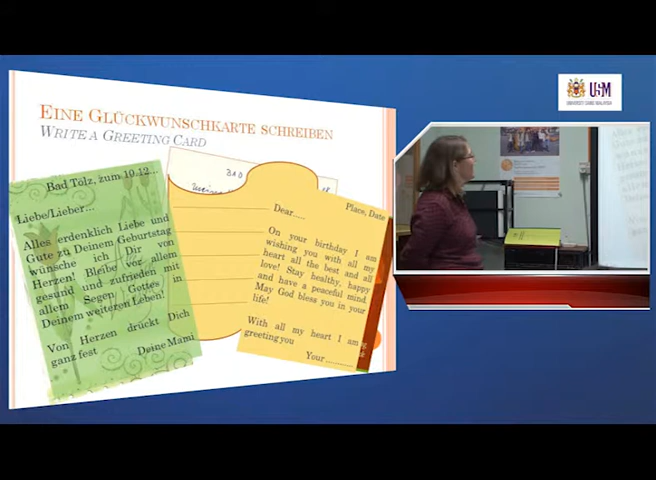 USM
UNIVERSITI SAINS MALAYSIA
EINE GLÜCKWUNSCHKARTE SCHREIBEN
WRITE A GREETING CARD
Bad Tölz, zum 10.12...
Liebe/Lieber...
Alles erdenklich Liebe und
Gute zu Deinem Geburtstag
wünsche ich Dir von
Herzen! Bleibe vor allem
gesund und zufrieden mit
allem Segen Gottes in
Deinem weiteren Leben!
Von Herzen drückt Dich
ganz fest Deine Mami
BAD
Place, Date
Dear___
On your birthday I am
wishing you with all my
heart all the best and all
love! Stay healthy, happy
and have a peaceful mind.
May God bless you in your
life!
With all my heart I am
greeting you
Your______